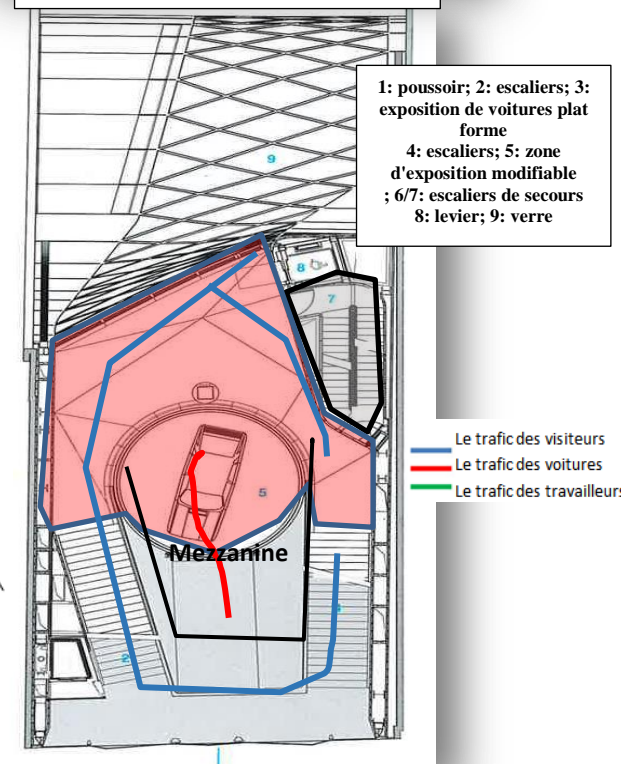 1: poussoir; 2: escaliers; 3:
exposition de voitures plat
forme
4: escaliers; 5: zone
d'exposition modifiable
; 6/7: escaliers de secours
8: levier; 9: verre
9
8
7
Le trafic des visiteurs
Le trafic des voitures
Le trafic des travailleurs
5
Mezzanine
2